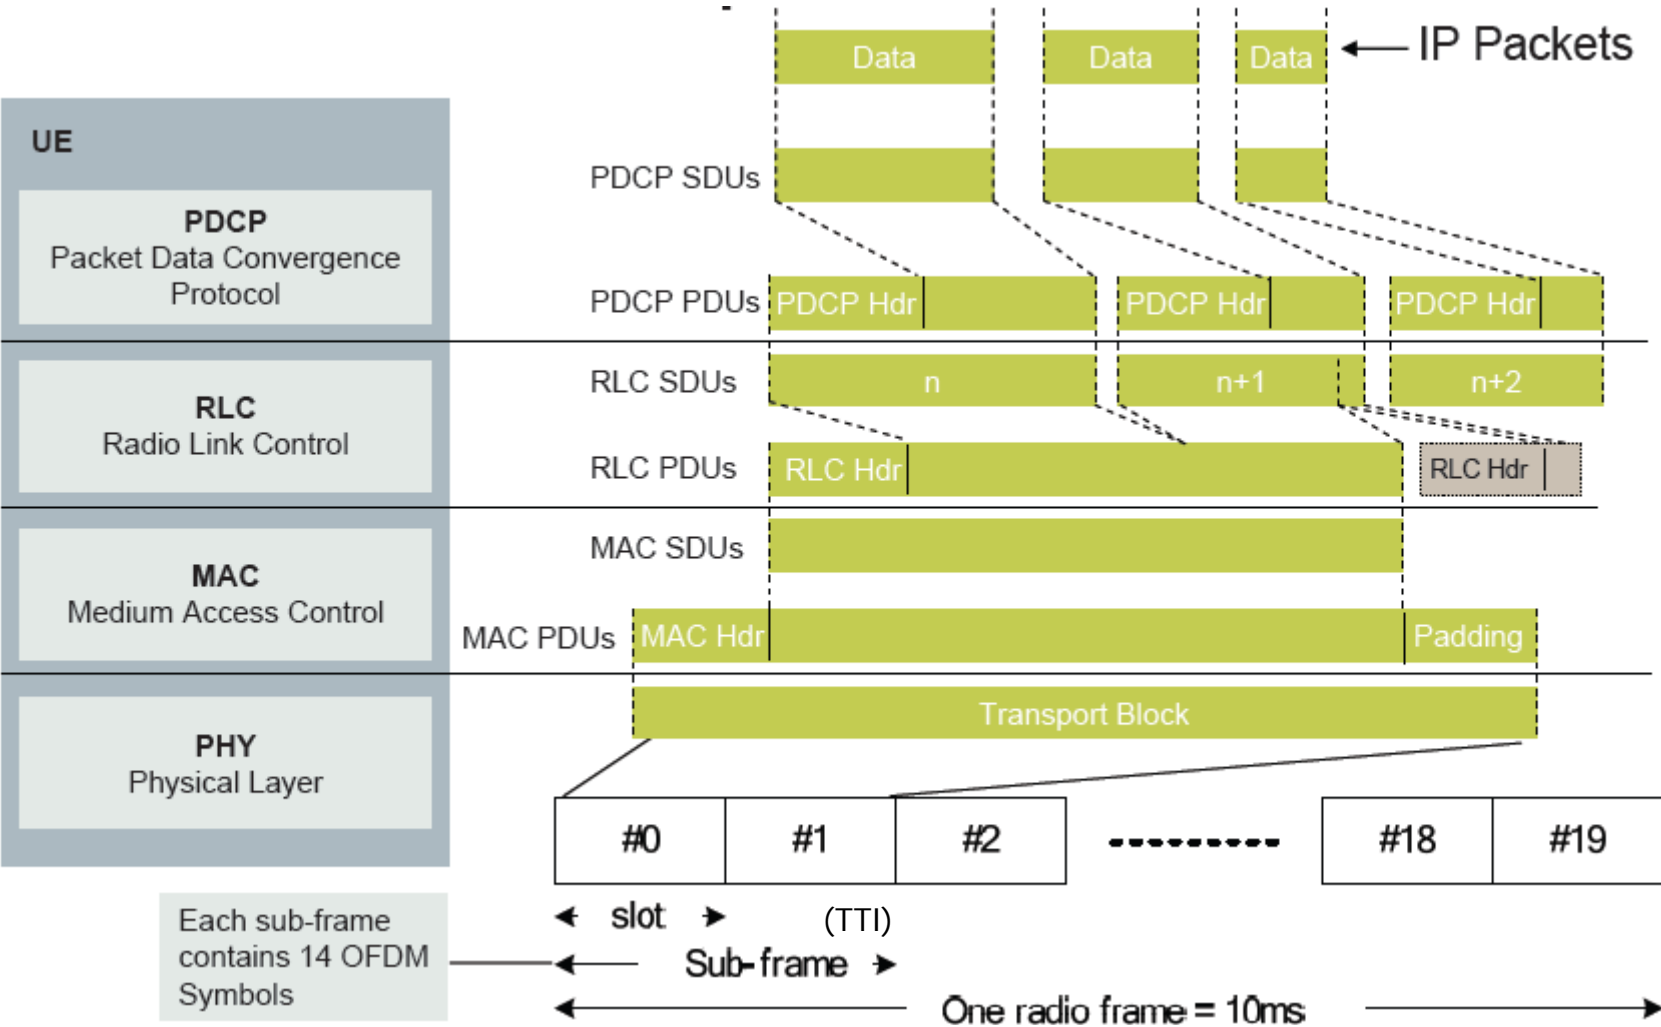 Data
Data
Data
IP Packets
UE
PDCP SDUs
PDCP
Packet Data Convergence
Protocol
PDCP PDUs
PDCP Hdr
PDCP Hdr
PDCP Hdr
RLC SDUs
n
n+1
n+2
RLC
Radio Link Control
RLC PDUs
RLC Hdr
RLC Hdr
MAC SDUs
MAC
Medium Access Control
MAC PDUs
MAC Hdr
Padding
Transport Block
PHY
Physical Layer
#0
#1
#2
#18
#19
slot
(TTI)
Each sub-frame
contains 14 OFDM
Symbols
Sub-frame
One radio frame = 10ms